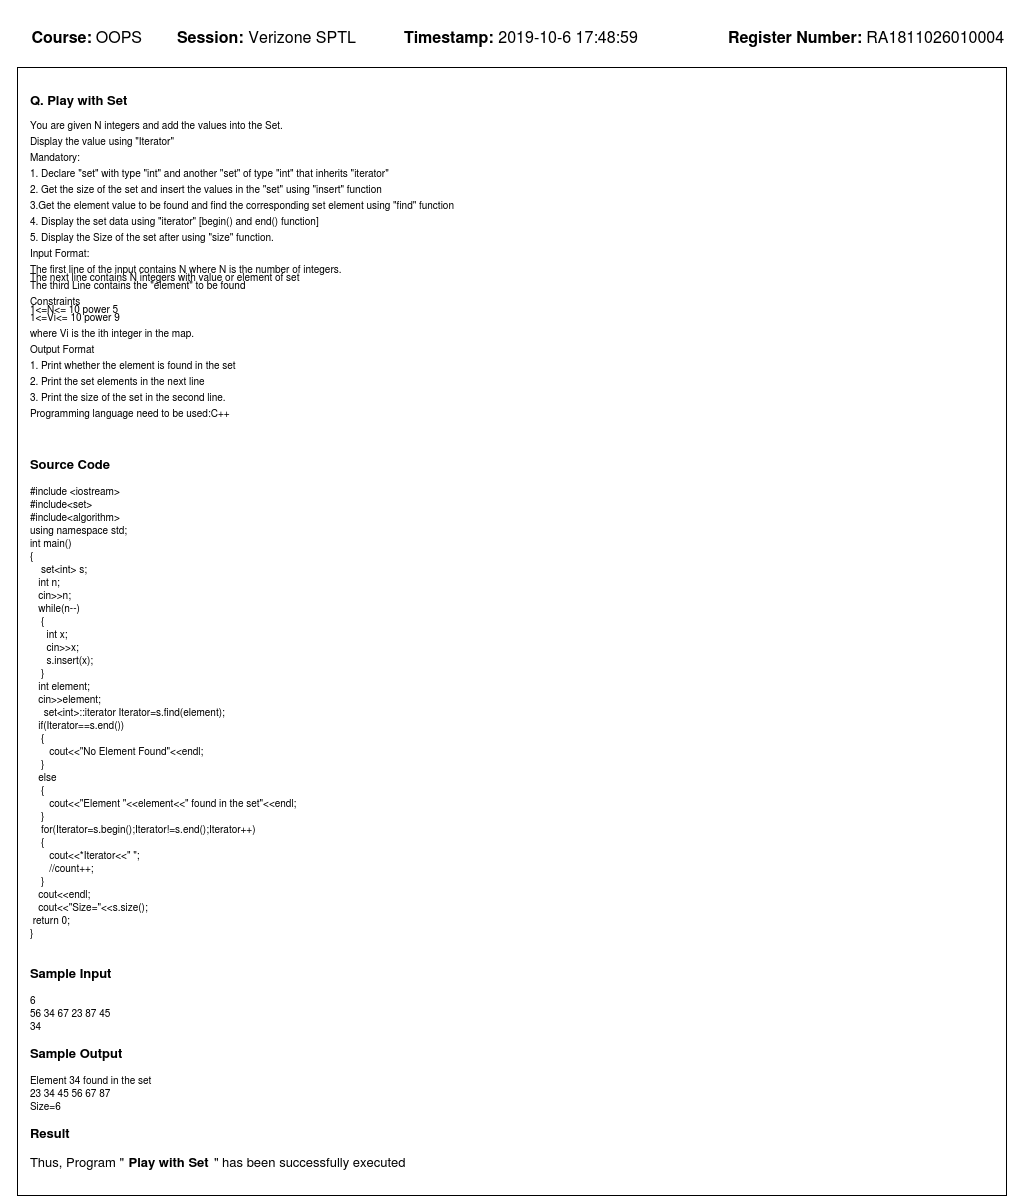 Course: OOPS Session: Verizone SPTL Timestamp: 2019-10-6 17:48:59 Register Number: RA1811026010004
Q. Play with Set
You are given N integers and add the values into the Set.
Display the value using "Iterator"
Mandatory:
1. Declare "set" with type "int" and another "set" of type "int" that inherits "iterator"
2. Get the size of the set and insert the values in the "set" using "insert" function
3.Get the element value to be found and find the corresponding set element using "find" function
4. Display the set data using "iterator" [begin() and end() function]
5. Display the Size of the set after using "size" function.
Input Format:
The first line of the input contains N where N is the number of integers.
The next line contains N integers with value or element of set
The third Line contains the "element" to be found
Constraints
1<=N<= 10 power 5
1<=Vi<= 10 power 9
where Vi is the ith integer in the map.
Output Format
1. Print whether the element is found in the set
2. Print the set elements in the next line
3. Print the size of the set in the second line.
Programming language need to be used:C++
Source Code
#include <iostream>
#include<set>
#include<algorithm>
using namespace std;
int main()
{
set<int> s;
int n;
cin>>n;
while(n--)
{
int x;
cin>>x;
s.insert(x);
}
int element;
cin>>element;
set<int>::iterator Iterator=s.find(element);
if(Iterator==s.end())
{
cout<<"No Element Found"<<endl;
}
else
{
cout<<"Element "<<element<<" found in the set"<<endl;
}
for(Iterator=s.begin();Iterator!=s.end();Iterator++)
{
cout<<*Iterator<<" ";
//count++;
}
cout<<endl;
cout<<"Size="<<s.size();
return 0;
}
Sample Input
6
56 34 67 23 87 45
34
Sample Output
Element 34 found in the set
23 34 45 56 67 87
Size=6
Result
Thus, Program " Play with Set " has been successfully executed